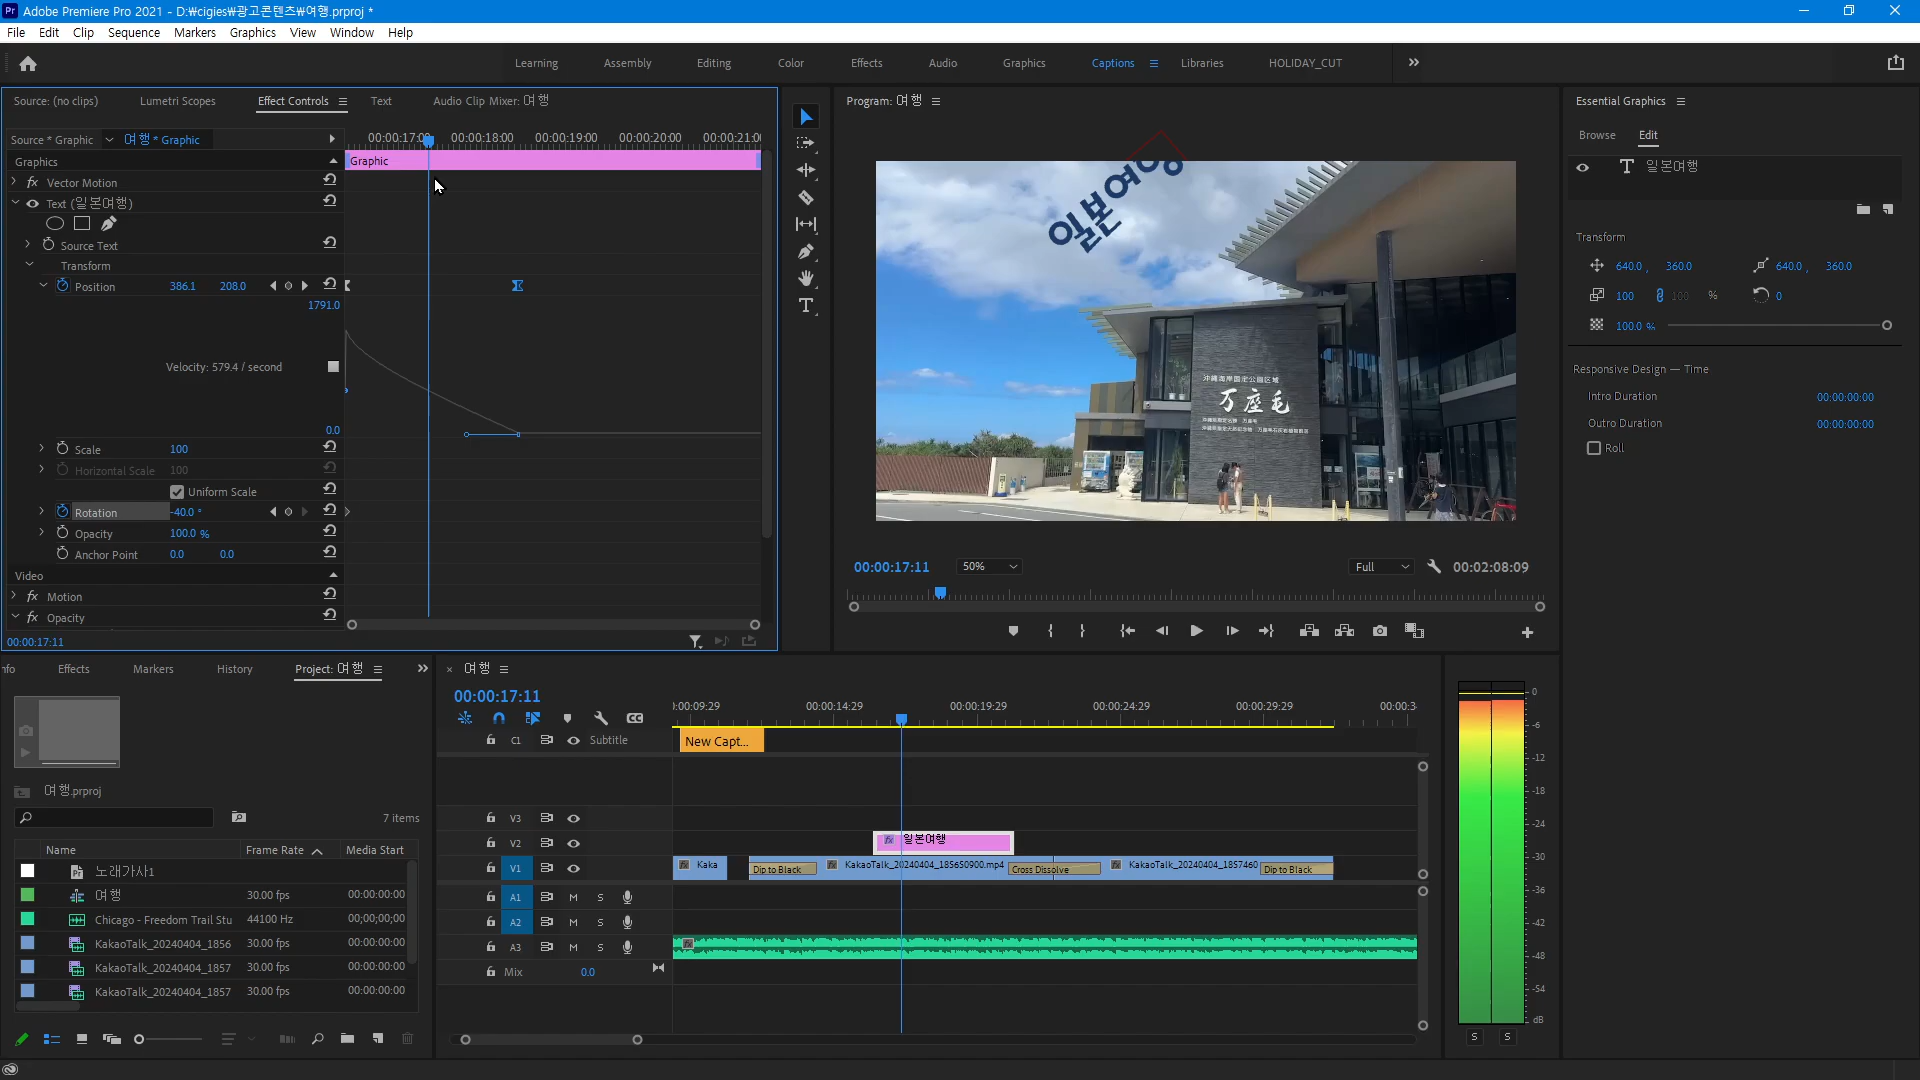 Adobe Premiere Pro 2021 - D:₩cigies₩광고콘텐츠₩여행.prproj *
File Edit Clip Sequence Markers Graphics View Window Help
Learning Assembly Editing Color Effects Audio Graphics Captions Libraries HOLIDAY_CUT
Source: (no clips) Lumetri Scopes Effect Controls Text Audio Clip Mixer: 여행
Source * Graphic 여행 * Graphic
00:00:17:00 00:00:18:00 00:00:19:00 00:00:20:00 00:00:21:0
Graphics
Graphic
fx Vector Motion
Text (일본여행)
Source Text
Transform
Position 386.1 208.0
1791.0
Velocity: 579.4 / second
0.0
Scale 100
Horizontal Scale 100
Uniform Scale
Rotation -40.0 °
Opacity 100.0 %
Anchor Point 0.0 0.0
Video
fx Motion
fx Opacity
00:00:17:11
Program: 여행
일본여행
万座毛
00:00:17:11 50% Full 00:02:08:09
Essential Graphics
Browse Edit
T 일본여행
Transform
640.0 , 360.0 640.0 , 360.0
100 100 % 0
100.0 %
Responsive Design — Time
Intro Duration 00:00:00:00
Outro Duration 00:00:00:00
Roll
nfo Effects Markers History Project: 여행
여행.prproj
7 items
Name Frame Rate Media Start
노래가사1
여행 30.00 fps 00:00:00:00
Chicago - Freedom Trail Stu 44100 Hz 00;00;00;00
KakaoTalk_20240404_1856 30.00 fps 00:00:00:00
KakaoTalk_20240404_1857 30.00 fps 00:00:00:00
KakaoTalk_20240404_1857 30.00 fps 00:00:00:00
× 여행
00:00:17:11
):00:09:29 00:00:14:29 00:00:19:29 00:00:24:29 00:00:29:29 00:00:3
C1 Subtitle New Capt...
V3
V2 fx 일본여행
V1 Kaka Dip to Black KakaoTalk_20240404_185650900.mp4 Cross Dissolve KakaoTalk_20240404_1857460 Dip to Black
A1 M S
A2 M S
A3 M S
Mix 0.0
0
-6
-12
-18
-24
-30
-36
-42
-48
-54
dB
S S